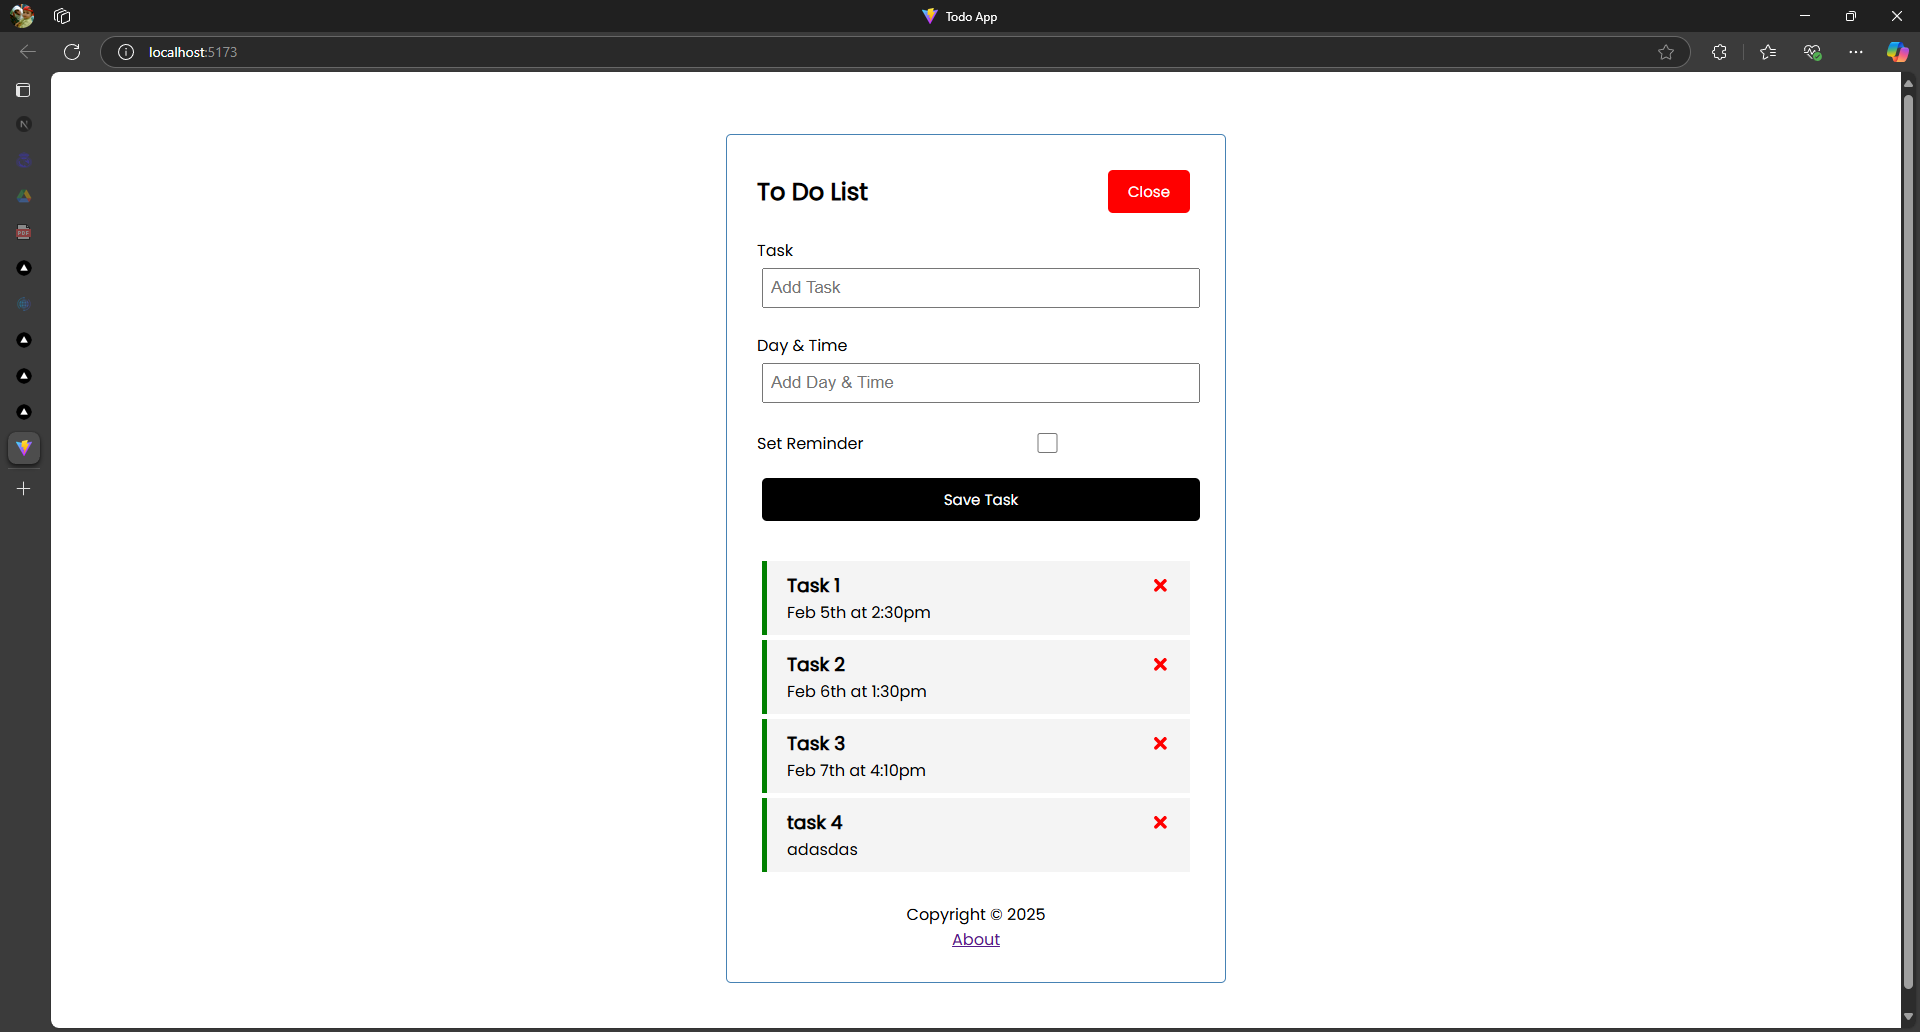 Todo App
localhost:5173
To Do List
Close
Task
Add Task
Day & Time
Add Day & Time
Set Reminder
Save Task
Task 1
Feb 5th at 2:30pm
Task 2
Feb 6th at 1:30pm
Task 3
Feb 7th at 4:10pm
task 4
adasdas
Copyright © 2025
About